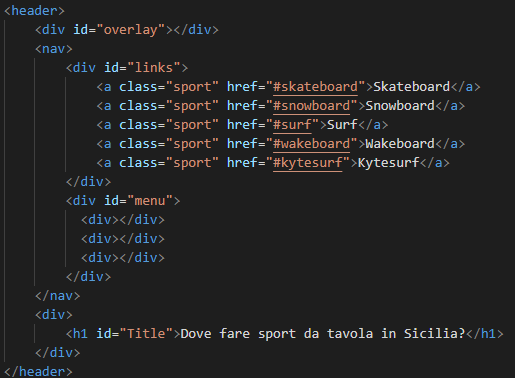 <header>
    <div id="overlay"></div>
    <nav>
        <div id="links">
            <a class="sport" href="#skateboard">Skateboard</a>
            <a class="sport" href="#snowboard">Snowboard</a>
            <a class="sport" href="#surf">Surf</a>
            <a class="sport" href="#wakeboard">Wakeboard</a>
            <a class="sport" href="#kytesurf">Kytesurf</a>
        </div>
        <div id="menu">
          <div></div>
          <div></div>
          <div></div>
        </div>
    </nav>
    <div>
        <h1 id="Title">Dove fare sport da tavola in Sicilia?</h1>
    </div>
</header>